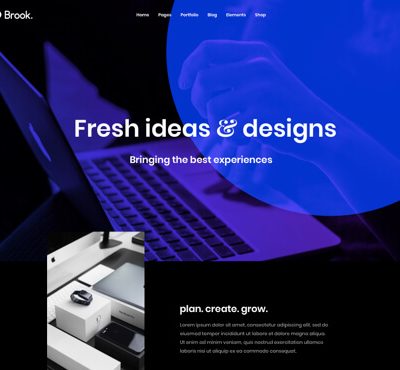 Brook.
Home Pages Portfolio Blog Elements Shop
Fresh ideas & designs
Bringing the best experiences
plan. create. grow.
Lorem ipsum dolor sit amet, consectetur adipisicing elit, sed do
eiusmod tempor incididunt ut labore et dolore magna aliqua.
Ut enim ad minim veniam, quis nostrud exercitation ullamco
laboris nisi ut aliquip ex ea commodo consequat.